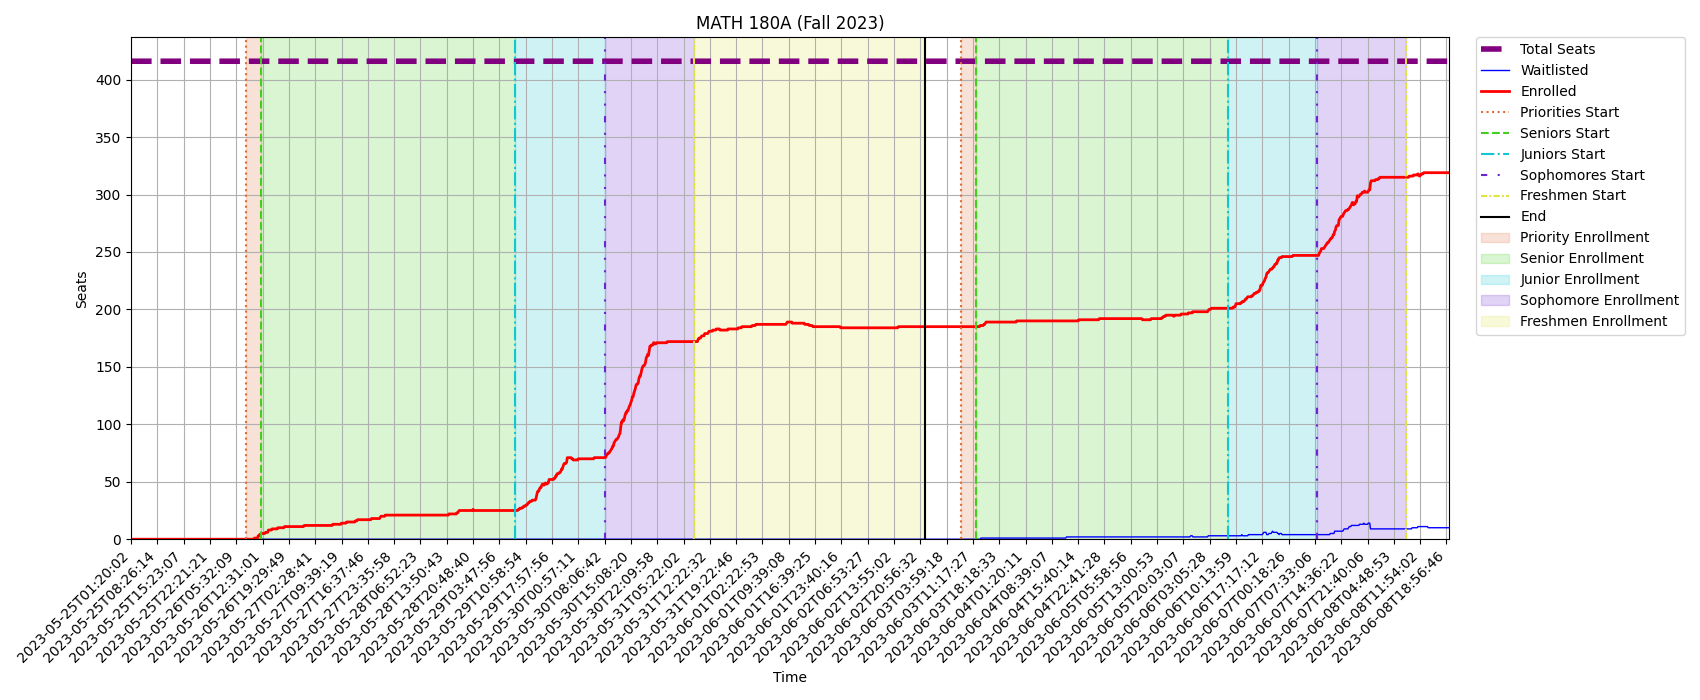 MATH 180A (Fall 2023)
Seats
400
350
300
250
200
150
100
50
0
2023-05-25T01:20:02
2023-05-25T08:26:14
2023-05-25T15:23:07
2023-05-25T22:21:21
2023-05-26T05:32:09
2023-05-26T12:31:01
2023-05-26T19:29:49
2023-05-27T02:28:41
2023-05-27T09:39:19
2023-05-27T16:37:46
2023-05-27T23:35:58
2023-05-28T06:52:23
2023-05-28T13:50:43
2023-05-28T20:48:40
2023-05-29T03:47:56
2023-05-29T10:58:54
2023-05-29T17:57:56
2023-05-30T00:57:11
2023-05-30T08:06:42
2023-05-30T15:08:20
2023-05-30T22:09:58
2023-05-31T05:22:02
2023-05-31T12:22:32
2023-05-31T19:22:46
2023-06-01T02:22:53
2023-06-01T09:39:08
2023-06-01T16:39:25
2023-06-01T23:40:16
2023-06-02T06:53:27
2023-06-02T13:55:02
2023-06-02T20:56:32
2023-06-03T03:59:18
2023-06-03T11:17:27
2023-06-03T18:18:33
2023-06-04T01:20:11
2023-06-04T08:39:07
2023-06-04T15:40:14
2023-06-04T22:41:28
2023-06-05T05:58:56
2023-06-05T13:00:53
2023-06-05T20:03:07
2023-06-06T03:05:28
2023-06-06T10:13:59
2023-06-06T17:17:12
2023-06-07T00:18:26
2023-06-07T07:33:06
2023-06-07T14:36:22
2023-06-07T21:40:06
2023-06-08T04:48:53
2023-06-08T11:54:02
2023-06-08T18:56:46
Time
Total Seats
Waitlisted
Enrolled
Priorities Start
Seniors Start
Juniors Start
Sophomores Start
Freshmen Start
End
Priority Enrollment
Senior Enrollment
Junior Enrollment
Sophomore Enrollment
Freshmen Enrollment